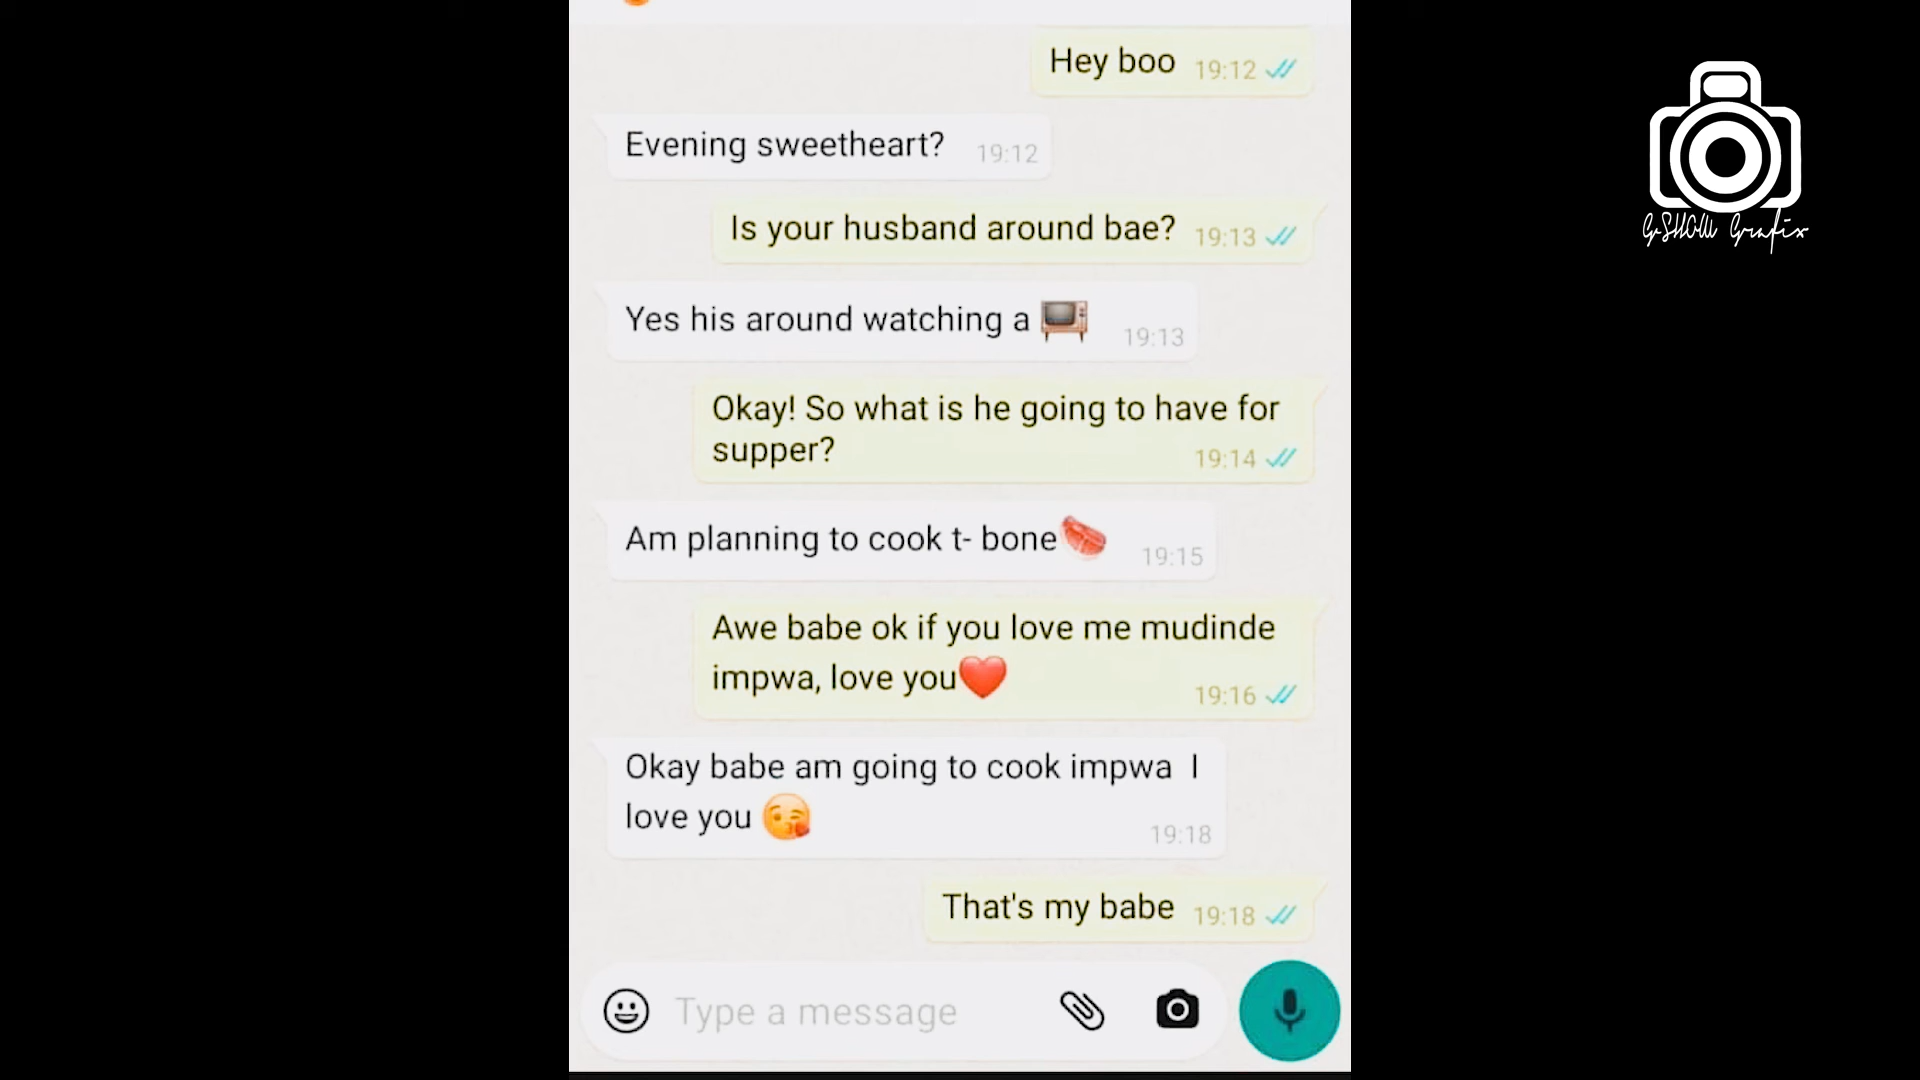 Hey boo 19:12
Evening sweetheart? 19:12
Is your husband around bae? 19:13
Yes his around watching a 📺 19:13
Okay! So what is he going to have for
supper? 19:14
Am planning to cook t- bone🥩 19:15
Awe babe ok if you love me mudinde
impwa, love you❤️ 19:16
Okay babe am going to cook impwa I
love you 😘 19:18
That's my babe 19:18
Type a message
GSHOW Grafix